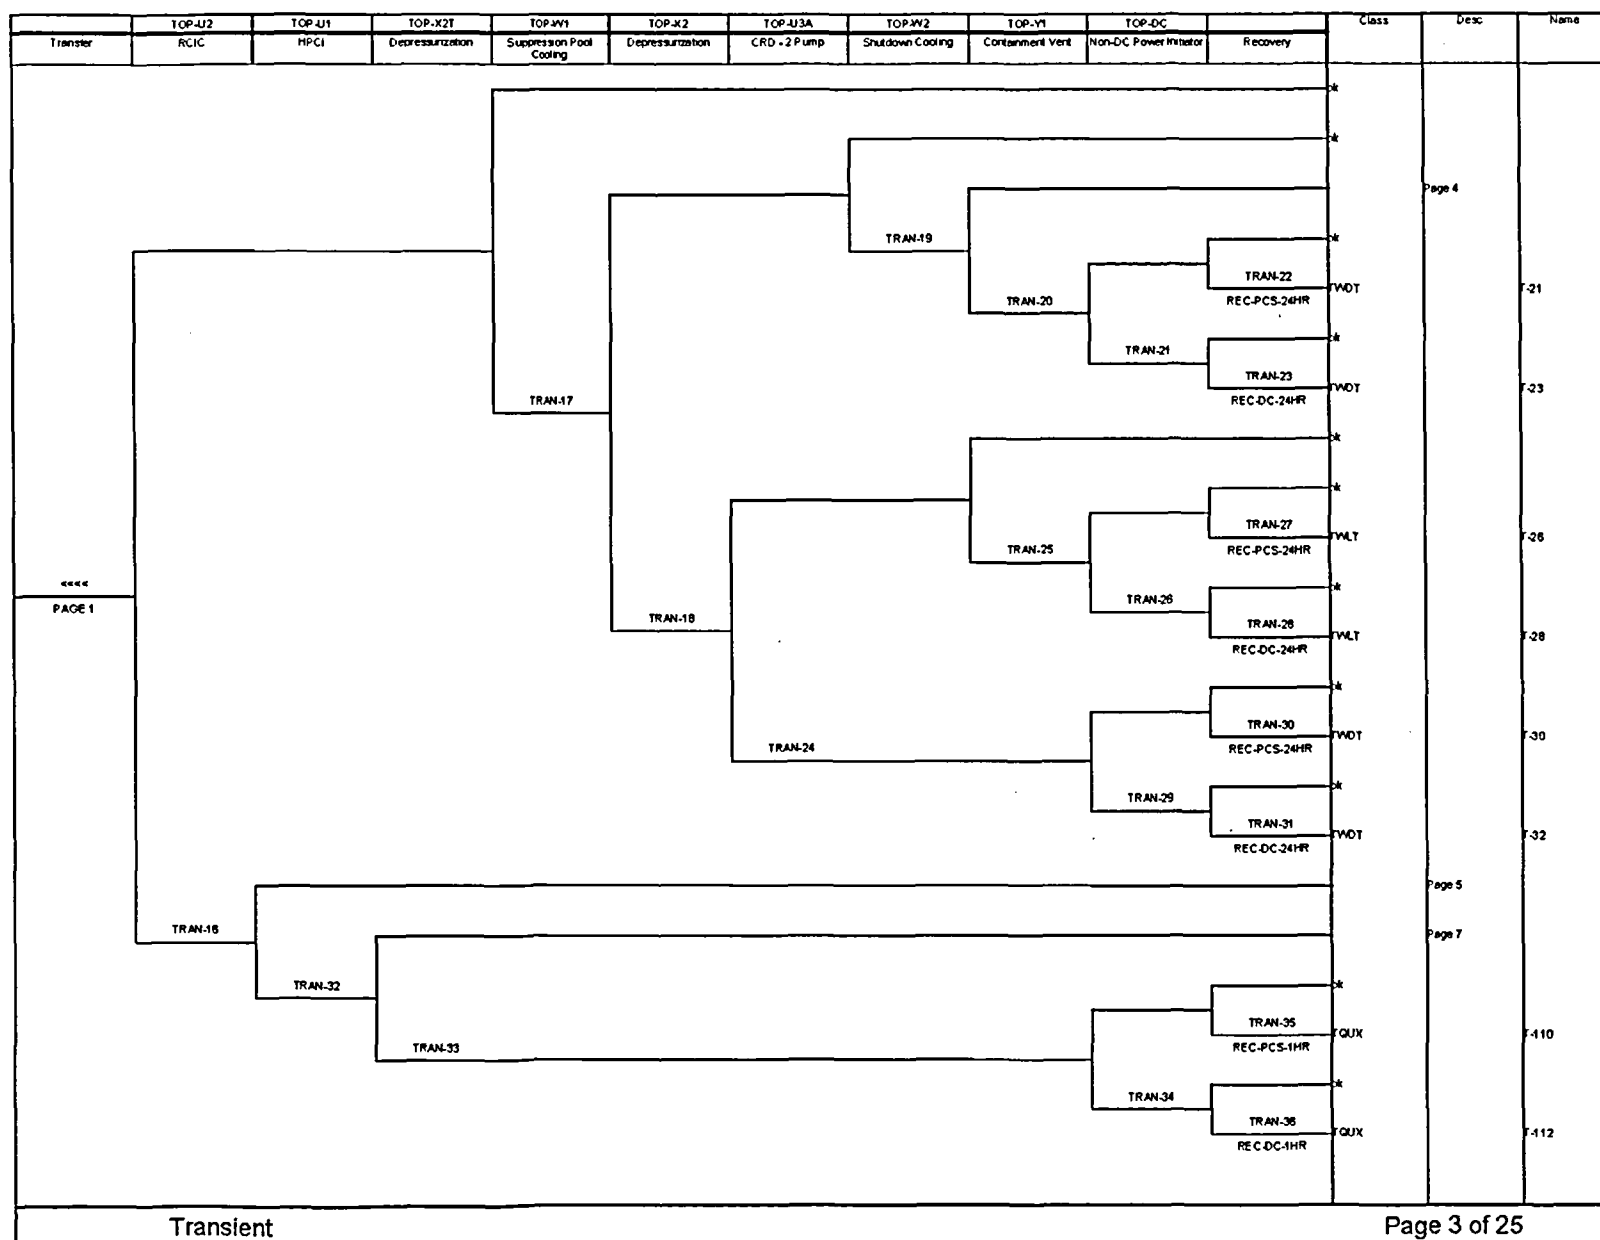 TOP-U2 TOP-U1 TOP-X2T TOP-W1 TOP-X2 TOP-U3A TOP-W2 TOP-Y1 TOP-DC Class Desc Name
Transfer RCIC HPCI Depressurization Suppression Pool Cooling Depressurization CRD - 2 Pump Shutdown Cooling Containment Vent Non-DC Power Initiator Recovery
ok
ok
Page 4
TRAN-19 ok
TRAN-22
TWDT T-21
TRAN-20 REC-PCS-24HR
ok
TRAN-21
TRAN-23
TWDT T-23
TRAN-17 REC-DC-24HR
ok
ok
TRAN-27
TWLT T-26
TRAN-25 REC-PCS-24HR
<<<< ok
TRAN-26
PAGE 1
TRAN-18 TRAN-28
TWLT T-28
REC-DC-24HR
ok
TRAN-30
TWDT T-30
TRAN-24 REC-PCS-24HR
ok
TRAN-29
TRAN-31
TWDT T-32
REC-DC-24HR
Page 5
TRAN-16 Page 7
TRAN-32 ok
TRAN-35
TQUX T-110
TRAN-33 REC-PCS-1HR
ok
TRAN-34
TRAN-36
TQUX T-112
REC-DC-1HR
Transient Page 3 of 25